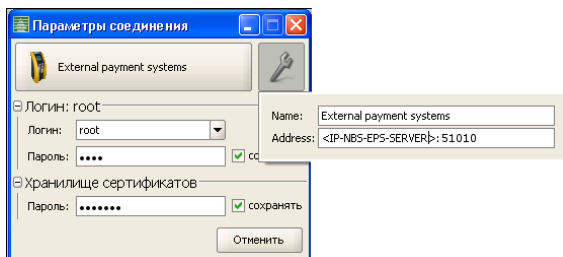 Параметры соединения
External payment systems
Логин: root
Name: External payment systems
Логин: root
Address: <IP-NBS-EPS-SERVER>:51010
Пароль: ••••
Хранилище сертификатов
Пароль: ••••••• сохранять
Отменить